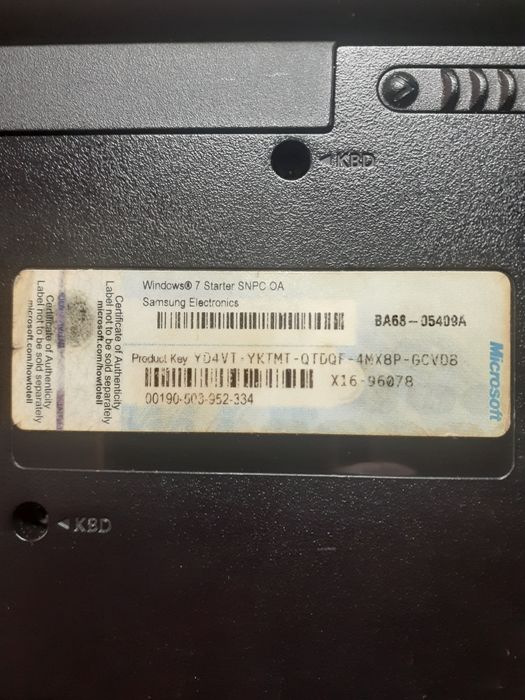 KBD
Windows® 7 Starter SNPC OA
Samsung Electronics
BA68-05409A
Product Key YD4VT-YKTMT-QTDQF-4MX8P-GCVD8
X16-96078
00190-503-952-334
Certificate of Authenticity
Label not to be sold separately
microsoft.com/howtotell
Certificate of Authenticity
Label not to be sold separately
microsoft.com/howtotell
Microsoft
KBD